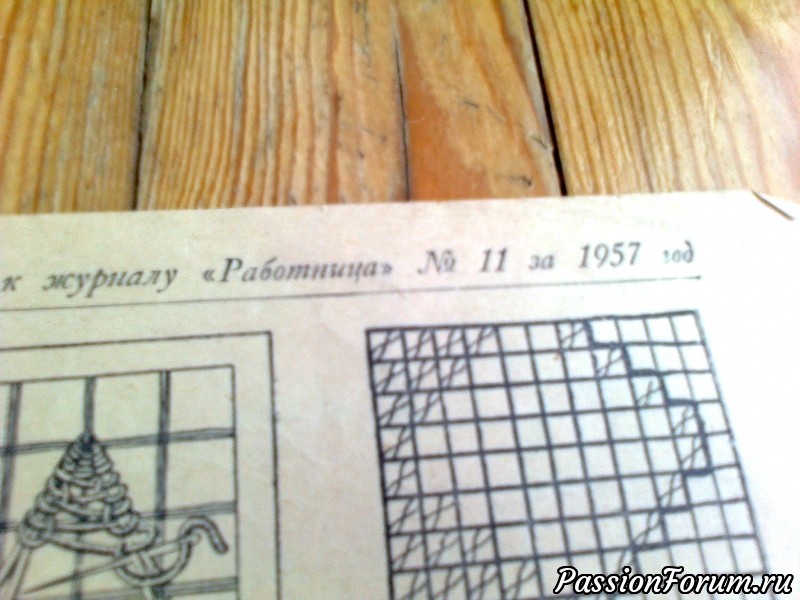 к журналу «Работница» № 11 за 1957 год
PassionForum.ru